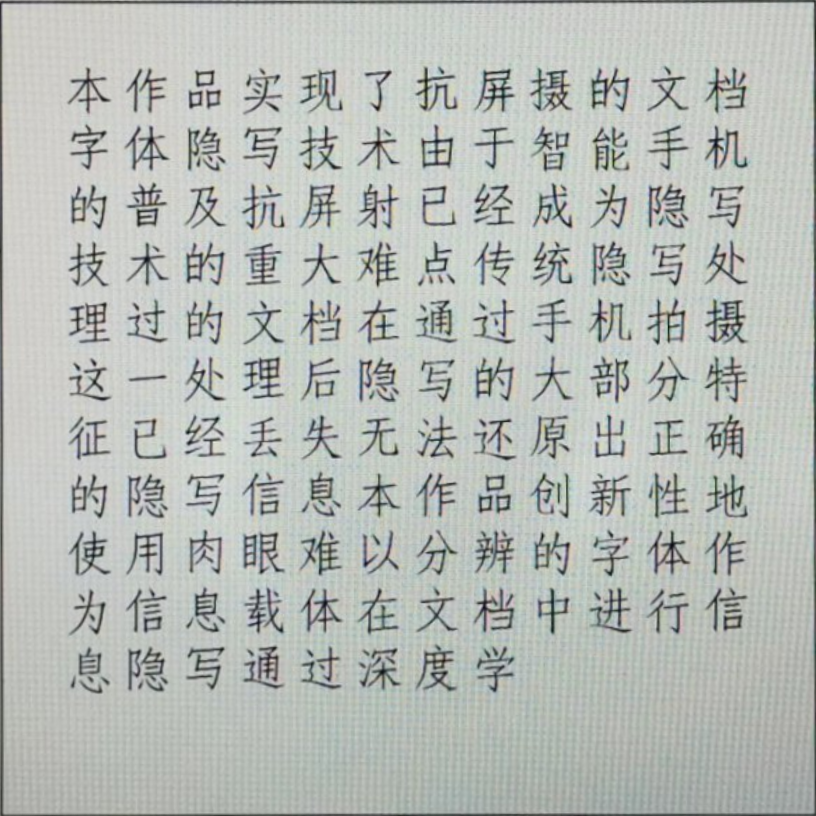 本作品实现了抗屏摄的文档
字体隐写技术由于智能手机
的普及抗屏射已经成为隐写
技术的重大难点传统隐写处
理过的文档在通过手机拍摄
这一处理后隐写的大部分特
征已经丢失无法还原出正确
的隐写信息本作品创新性地
使用肉眼难以分辨的字体作
为信息载体在文档中进行信
息隐写通过深度学